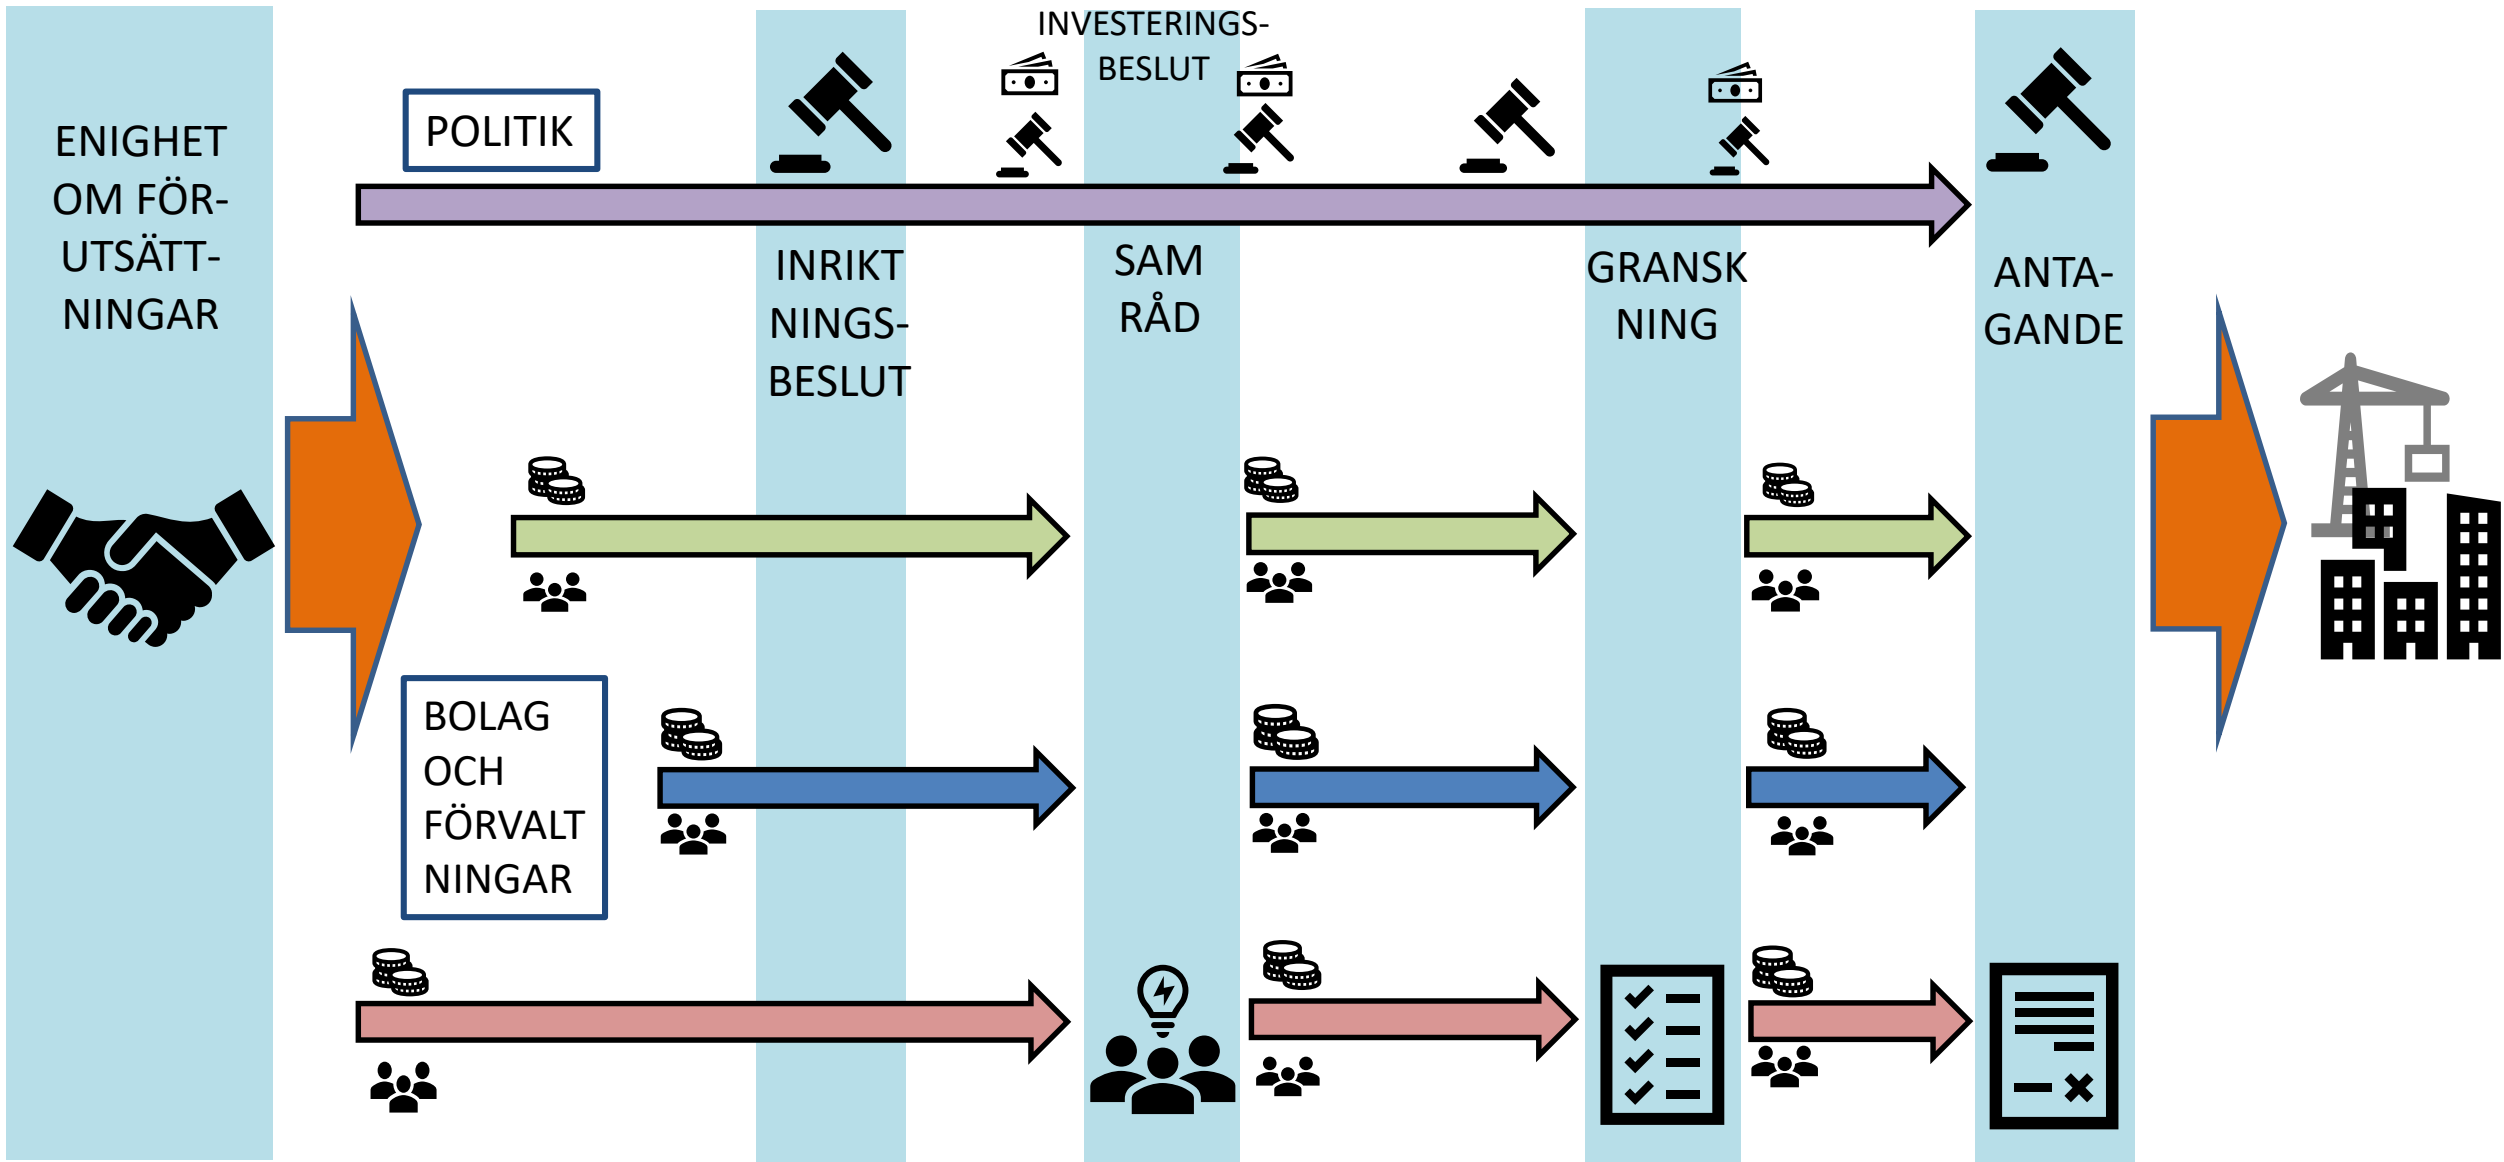 ENIGHET
OM FÖR-
UTSÄTT-
NINGAR
POLITIK
INVESTERINGS-
BESLUT
INRIKT
NINGS-
BESLUT
SAM
RÅD
GRANSK
NING
ANTA-
GANDE
BOLAG
OCH
FÖRVALT
NINGAR